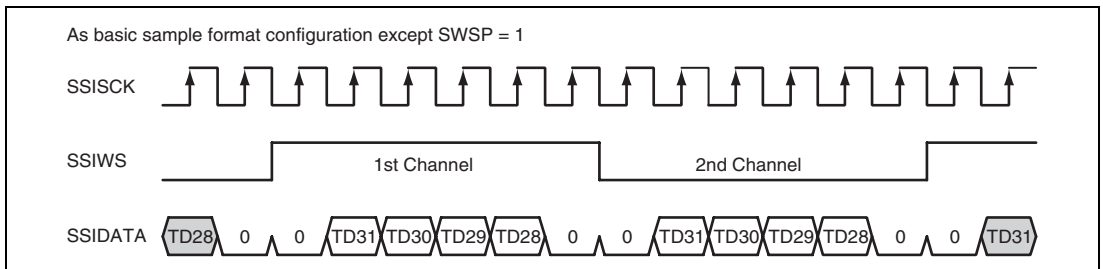 As basic sample format configuration except SWSP = 1
SSISCK
SSIWS 1st Channel 2nd Channel
SSIDATA TD28 0 0 TD31 TD30 TD29 TD28 0 0 TD31 TD30 TD29 TD28 0 0 TD31